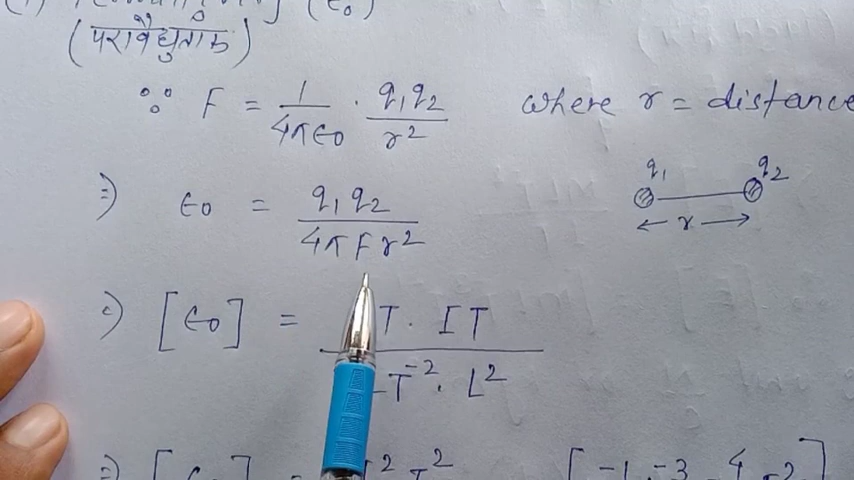 (परावैद्युतांक)
∵ F = 1/4πϵ0 · q1q2/r² where r = distance
q1 q2
⇒ ϵ0 = q1q2/4πFr²
← r →
[ϵ0] = T · IT / T⁻² · L²